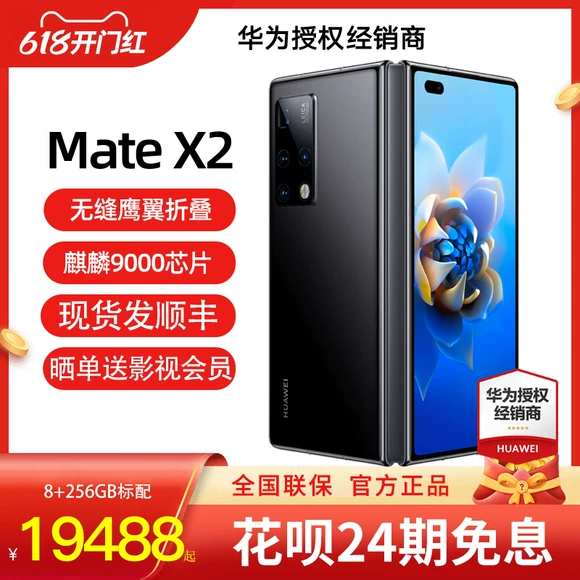 618开门红
华为授权经销商
Mate X2
无缝鹰翼折叠
麒麟9000芯片
现货发顺丰
晒单送影视会员
LEICA
HUAWEI
华为授权
经销商
HUAWEI
8+256GB标配
¥19488起
全国联保 官方正品
花呗24期免息